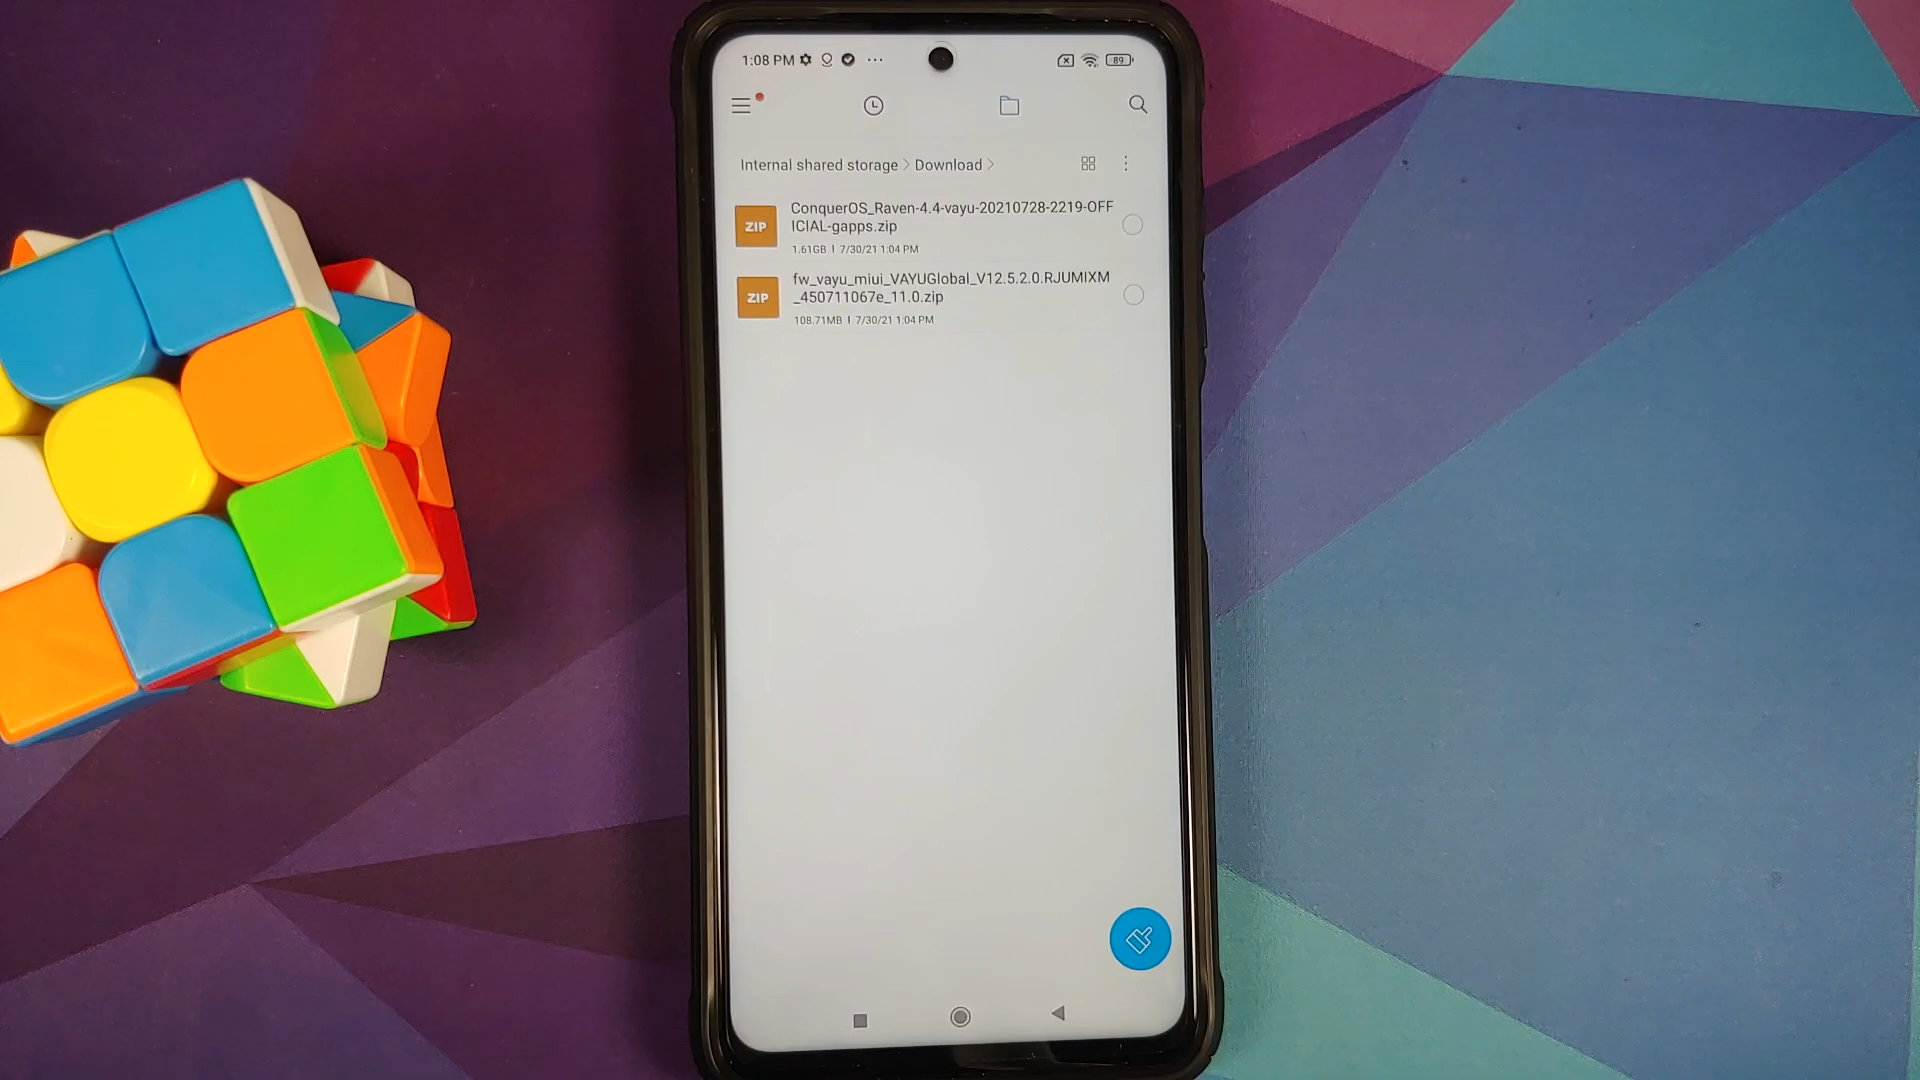 1:08 PM
89
Internal shared storage > Download >
ZIP
ConquerOS_Raven-4.4-vayu-20210728-2219-OFF
ICIAL-gapps.zip
1.61GB | 7/30/21 1:04 PM
ZIP
fw_vayu_miui_VAYUGlobal_V12.5.2.0.RJUMIXM
_450711067e_11.0.zip
108.71MB | 7/30/21 1:04 PM